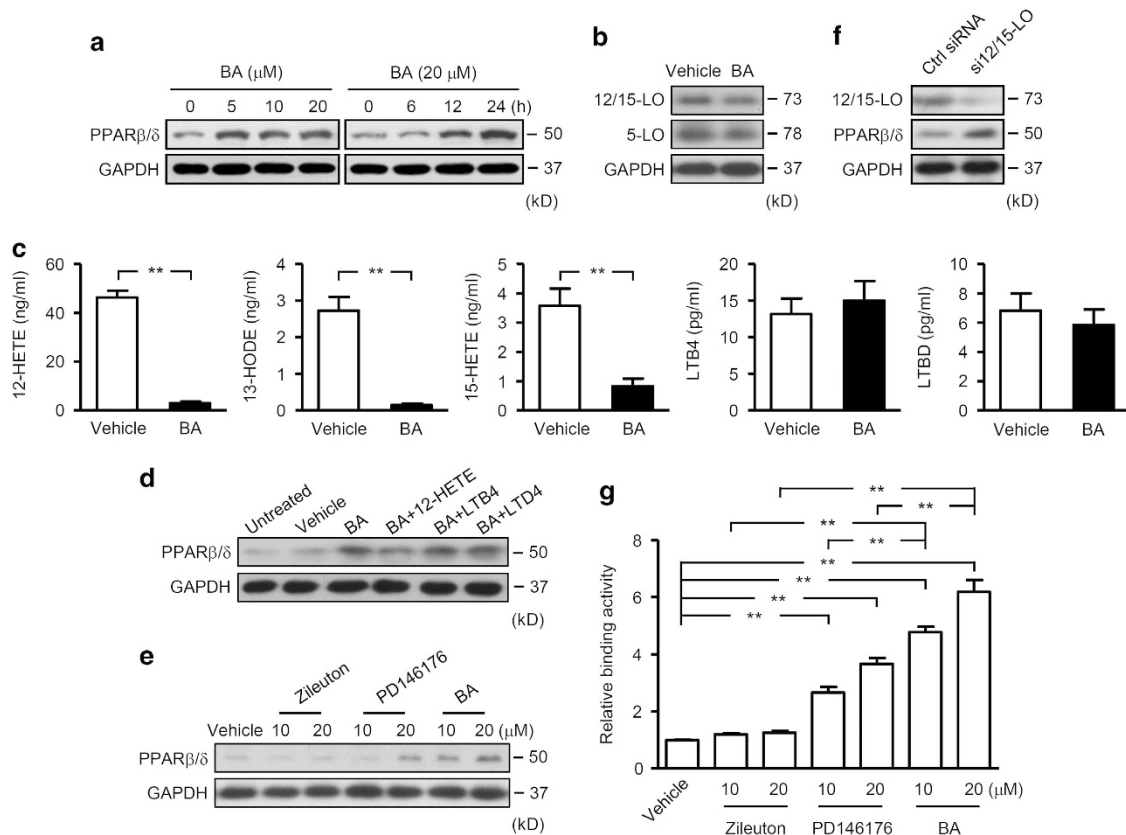 a
BA (μM) BA (20 μM)
0 5 10 20 0 6 12 24 (h)
PPARβ/δ – 50
GAPDH – 37
(kD)
b
Vehicle BA
12/15-LO – 73
5-LO – 78
GAPDH – 37
(kD)
f
Ctrl siRNA si12/15-LO
12/15-LO – 73
PPARβ/δ – 50
GAPDH – 37
(kD)
c
12-HETE (ng/ml)
60
40
20
0
**
Vehicle BA
13-HODE (ng/ml)
4
3
2
1
0
**
Vehicle BA
15-HETE (ng/ml)
5
4
3
2
1
0
**
Vehicle BA
LTB4 (pg/ml)
20
15
10
5
0
Vehicle BA
LTBD (pg/ml)
8
6
4
2
0
Vehicle BA
d
Untreated Vehicle BA BA+12-HETE BA+LTB4 BA+LTD4
PPARβ/δ – 50
GAPDH – 37
(kD)
e
Zileuton PD146176 BA
Vehicle 10 20 10 20 10 20 (μM)
PPARβ/δ – 50
GAPDH – 37
(kD)
g
Relative binding activity
8
6
4
2
0
**
**
**
**
**
**
**
**
Vehicle 10 20 10 20 10 20 (μM)
Zileuton PD146176 BA